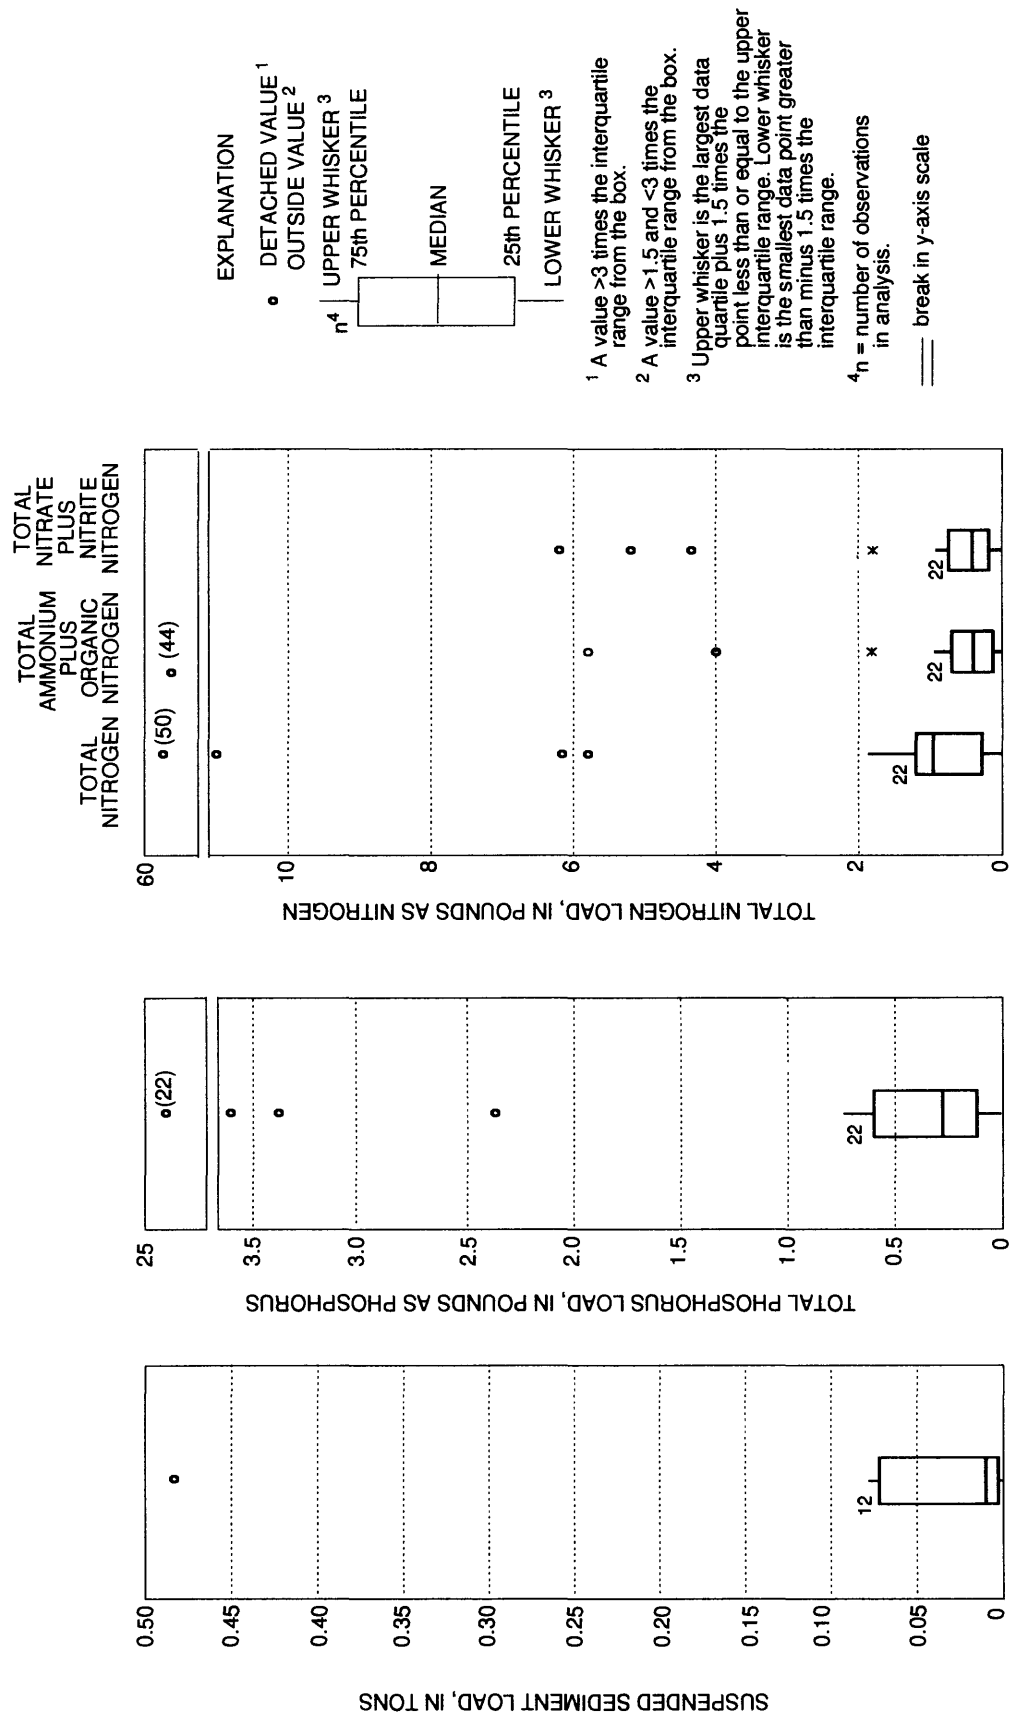 SUSPENDED SEDIMENT LOAD, IN TONS
0.50
0.45
0.40
0.35
0.30
0.25
0.20
0.15
0.10
0.05
0
12
TOTAL PHOSPHORUS LOAD, IN POUNDS AS PHOSPHORUS
25
3.5
3.0
2.5
2.0
1.5
1.0
0.5
0
(22)
22
TOTAL NITROGEN LOAD, IN POUNDS AS NITROGEN
60
10
8
6
4
2
0
TOTAL
NITROGEN
TOTAL
AMMONIUM
PLUS
ORGANIC
NITROGEN
TOTAL
NITRATE
PLUS
NITRITE
NITROGEN
(50)
(44)
22
22
22
EXPLANATION
DETACHED VALUE 1
OUTSIDE VALUE 2
n4
UPPER WHISKER 3
75th PERCENTILE
MEDIAN
25th PERCENTILE
LOWER WHISKER 3
1 A value >3 times the interquartile
range from the box.
2 A value >1.5 and <3 times the
interquartile range from the box.
3 Upper whisker is the largest data
quartile plus 1.5 times the
point less than or equal to the upper
interquartile range. Lower whisker
is the smallest data point greater
than minus 1.5 times the
interquartile range.
4n = number of observations
in analysis.
break in y-axis scale